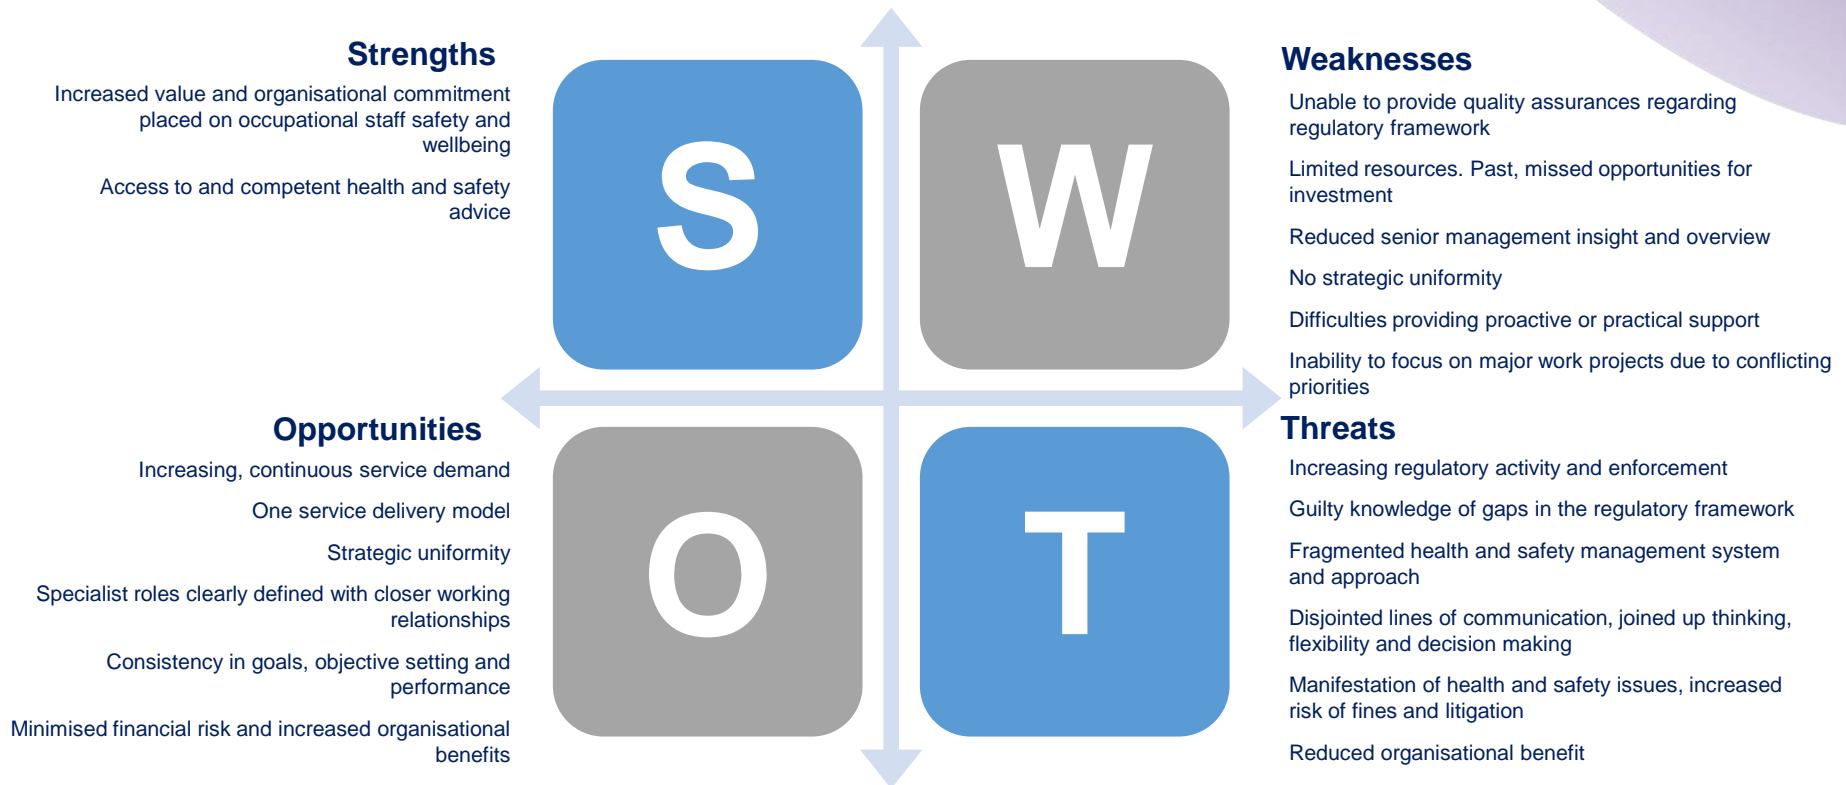 Strengths
Increased value and organisational commitment
placed on occupational staff safety and
wellbeing
Access to and competent health and safety
advice
S
W
Weaknesses
Unable to provide quality assurances regarding
regulatory framework
Limited resources. Past, missed opportunities for
investment
Reduced senior management insight and overview
No strategic uniformity
Difficulties providing proactive or practical support
Inability to focus on major work projects due to conflicting
priorities
Opportunities
Increasing, continuous service demand
One service delivery model
Strategic uniformity
Specialist roles clearly defined with closer working
relationships
Consistency in goals, objective setting and
performance
Minimised financial risk and increased organisational
benefits
O
T
Threats
Increasing regulatory activity and enforcement
Guilty knowledge of gaps in the regulatory framework
Fragmented health and safety management system
and approach
Disjointed lines of communication, joined up thinking,
flexibility and decision making
Manifestation of health and safety issues, increased
risk of fines and litigation
Reduced organisational benefit